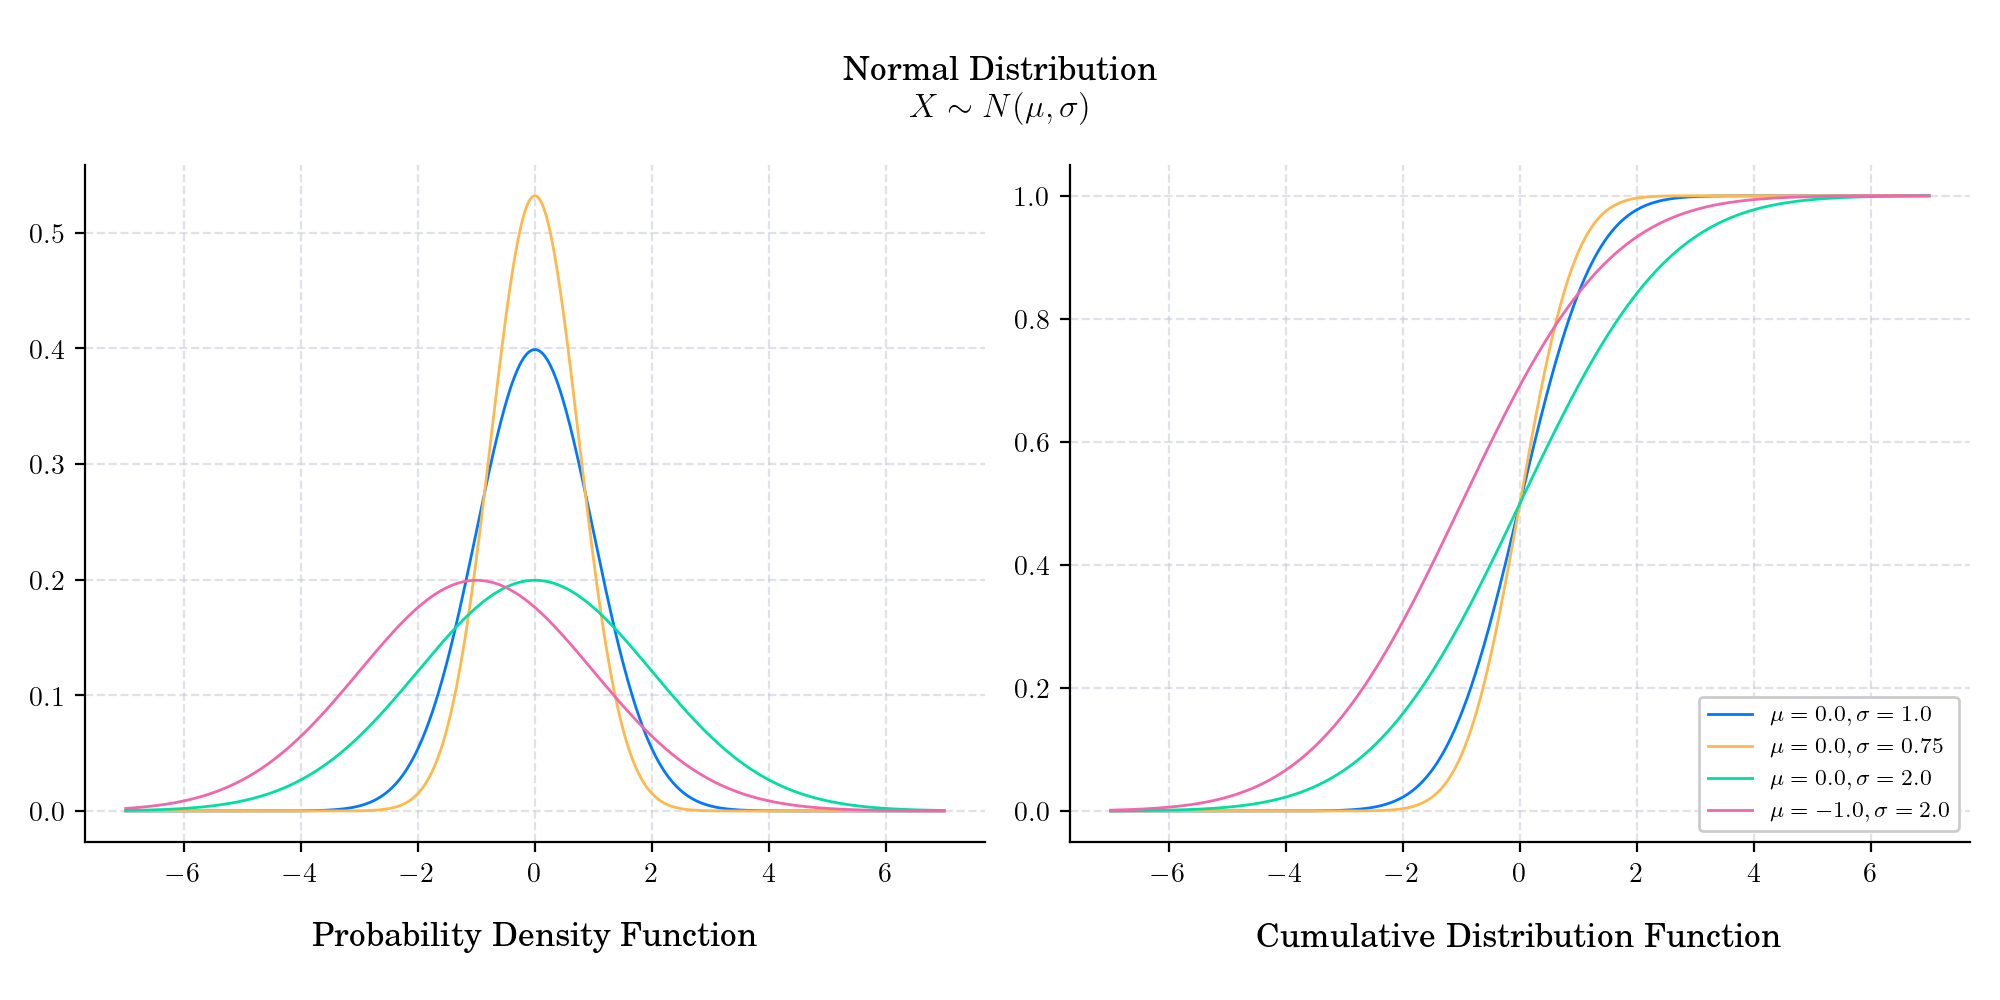 Normal Distribution
X ∼ N(μ, σ)
0.5
0.4
0.3
0.2
0.1
0.0
−6 −4 −2 0 2 4 6
Probability Density Function
1.0
0.8
0.6
0.4
0.2
0.0
μ = 0.0, σ = 1.0
μ = 0.0, σ = 0.75
μ = 0.0, σ = 2.0
μ = −1.0, σ = 2.0
−6 −4 −2 0 2 4 6
Cumulative Distribution Function